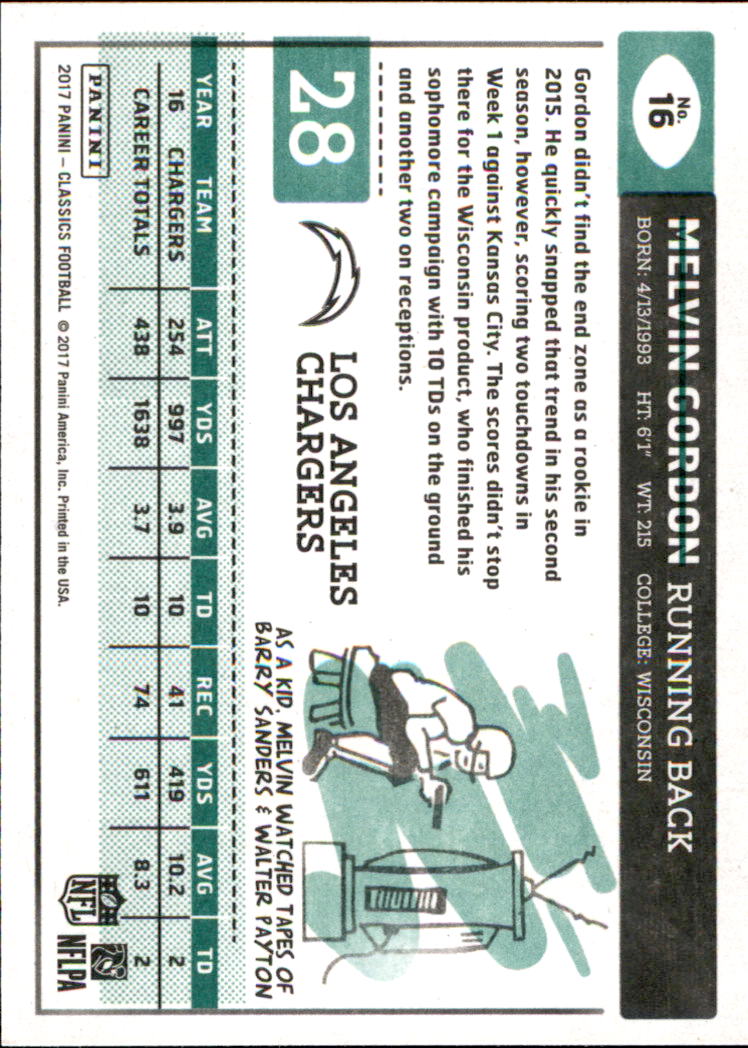 No.
16
MELVIN GORDON RUNNING BACK
BORN: 4/13/1993 HT: 6'1" WT: 215 COLLEGE: WISCONSIN
Gordon didn't find the end zone as a rookie in
2015. He quickly snapped that trend in his second
season, however, scoring two touchdowns in
Week 1 against Kansas City. The scores didn't stop
there for the Wisconsin product, who finished his
sophomore campaign with 10 TDs on the ground
and another two on receptions.
28
LOS ANGELES
CHARGERS
AS A KID, MELVIN WATCHED TAPES OF
BARRY SANDERS & WALTER PAYTON
YEAR TEAM ATT YDS AVG TD REC YDS AVG TD
16 CHARGERS 254 997 3.9 10 41 419 10.2 2
CAREER TOTALS 438 1638 3.7 10 74 611 8.3 2
PANINI
NFL
NFLPA
2017 PANINI – CLASSICS FOOTBALL © 2017 Panini America, Inc. Printed in the USA.